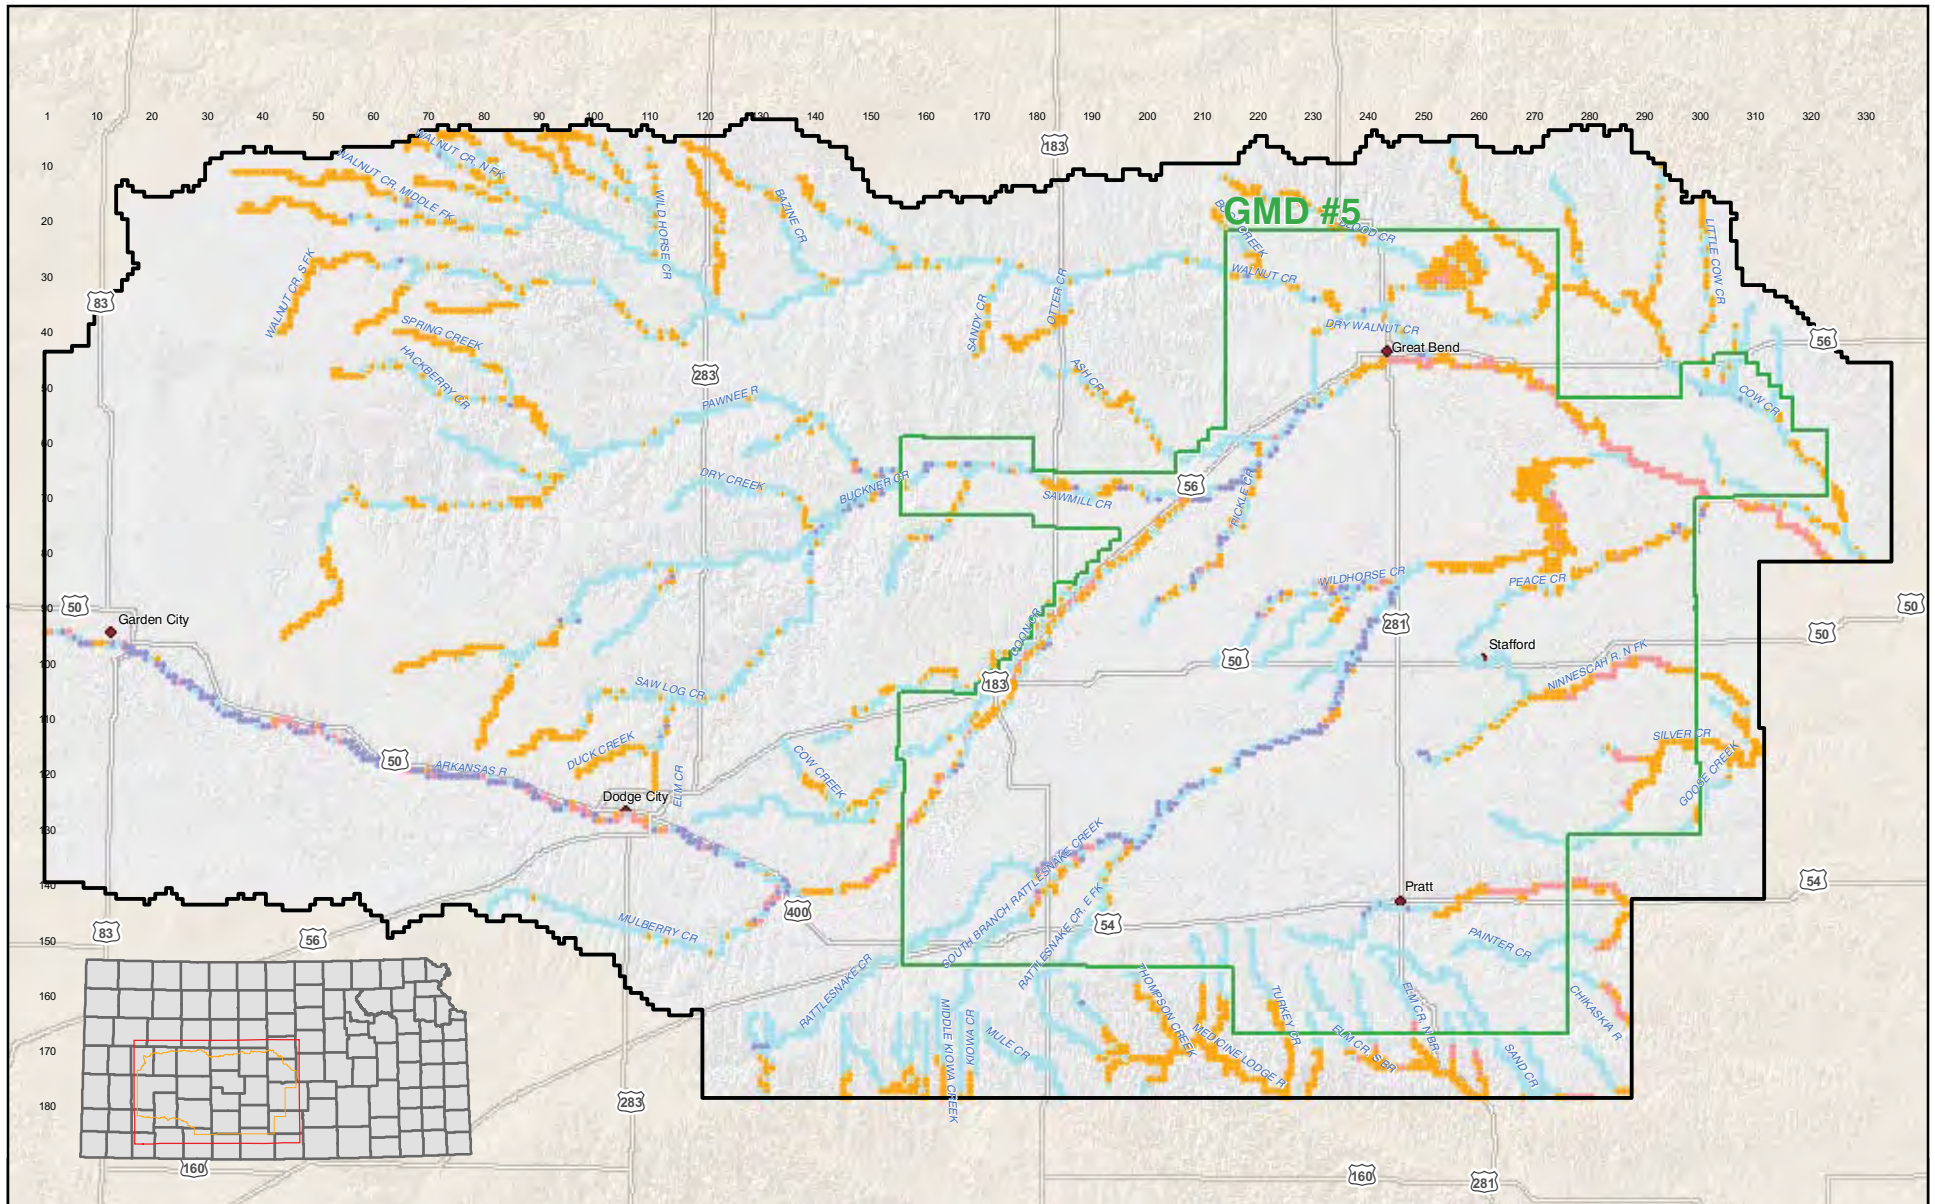 1 10 20 30 40 50 60 70 80 90 100 110 120 130 140 150 160 170 180 190 200 210 220 230 240 250 260 270 280 290 300 310 320 330
10
20
30
40
50
60
70
80
90
100
110
120
130
140
150
160
170
180
183
WALNUT CR, N FK
WALNUT CR, MIDDLE FK
WILD HORSE CR
BAZINE CR
GMD #5
BLOOD CR
LITTLE COW CR
WALNUT CR, S FK
WALNUT CR
83
SANDY CR
OTTER CR
SPRING CREEK
DRY WALNUT CR
Great Bend
56
HACKBERRY CR
283
ASH CR
PAWNEE R
COW CR
DRY CREEK
BUCKNER CR
SAWMILL CR
56
PICKLE CR
WILDHORSE CR
PEACE CR
50
Garden City
COON CR
281
50
50
Stafford
50
183
NINNESCAH R, N FK
SAW LOG CR
DUCK CREEK
SILVER CR
50
ARKANSAS R
ELM CR
COW CREEK
GOOSE CREEK
Dodge City
SOUTH BRANCH RATTLESNAKE CREEK
RATTLESNAKE CR, E FK
54
Pratt
400
54
MULBERRY CR
83
56
PAINTER CR
RATTLESNAKE CR
THOMPSON CREEK
MIDDLE KIOWA CREEK
KIOWA CR
MULE CR
MEDICINE LODGE R
TURKEY CR
ELM CR, S BR
ELM CR, N BR
SAND CR
CHIKASKIA R
283
160
160
281